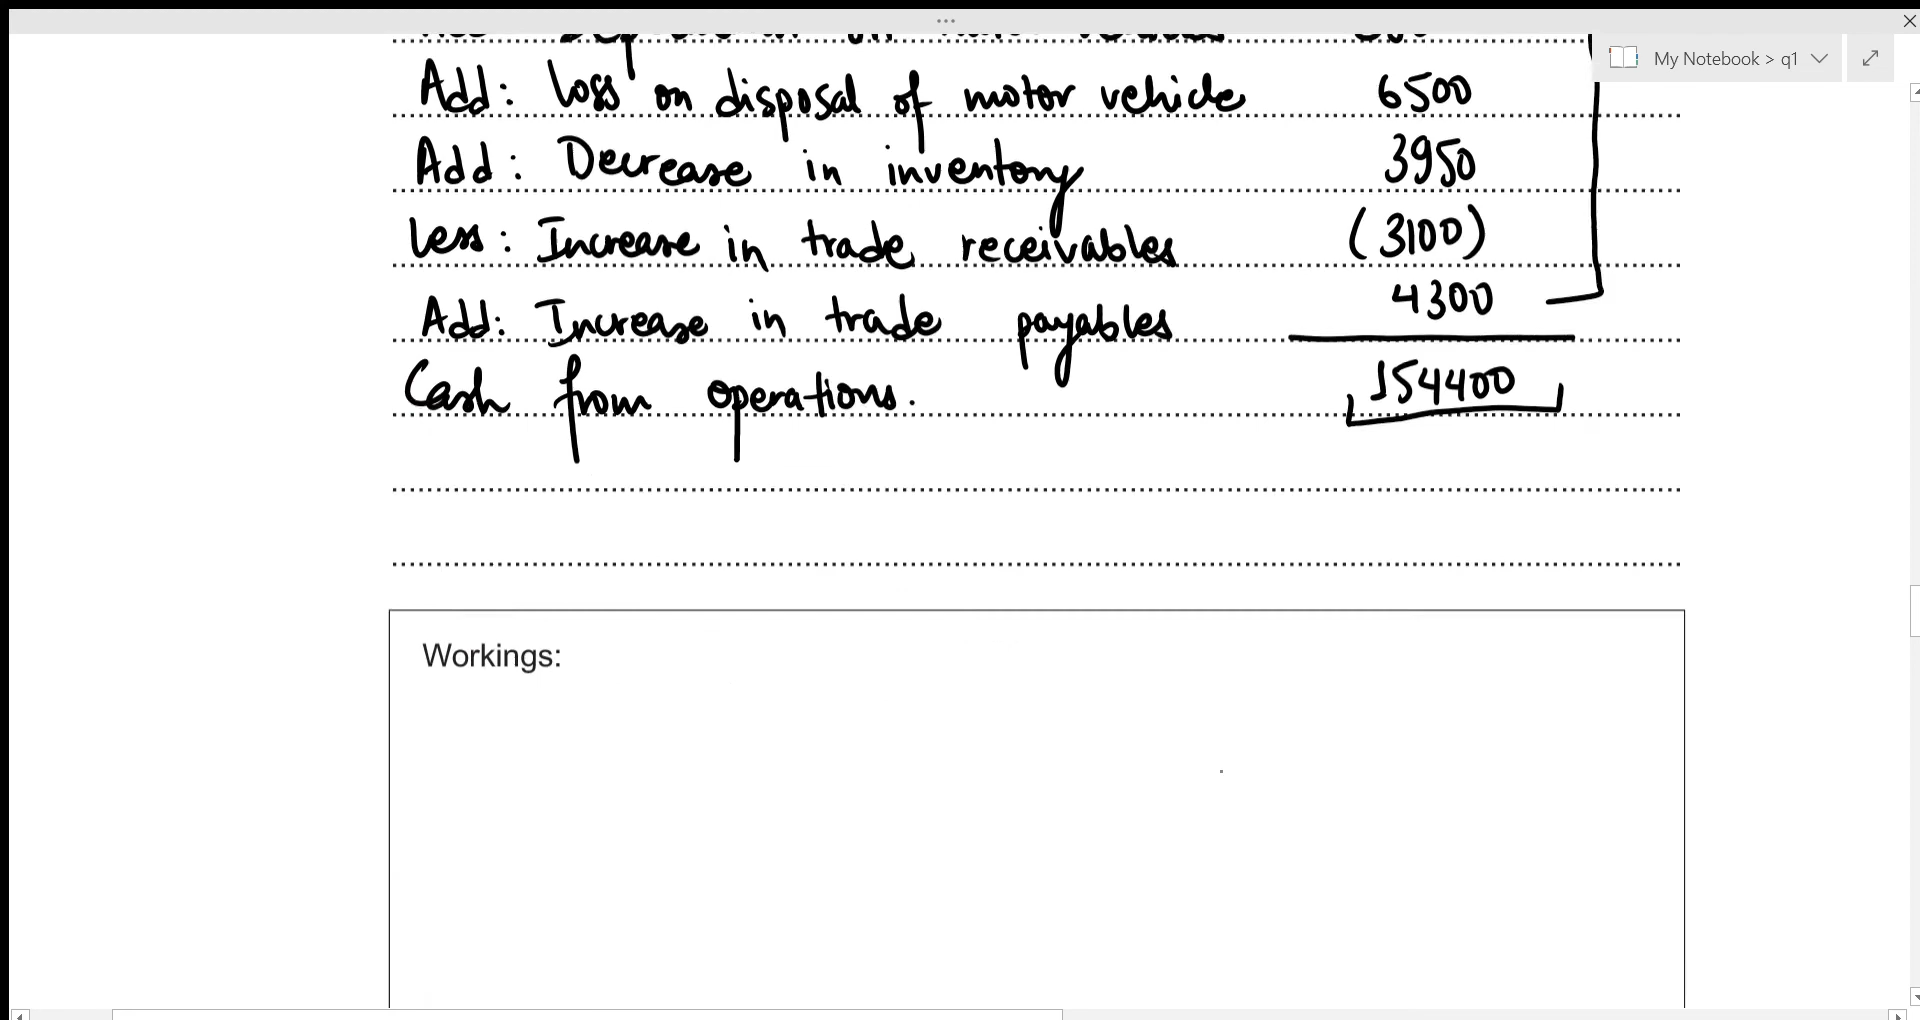 My Notebook > q1
Add: Loss on disposal of motor vehicle 6500
Add: Decrease in inventory 3950
Less: Increase in trade receivables (3100)
Add: Increase in trade payables 4300
Cash from operations. 154400
Workings: